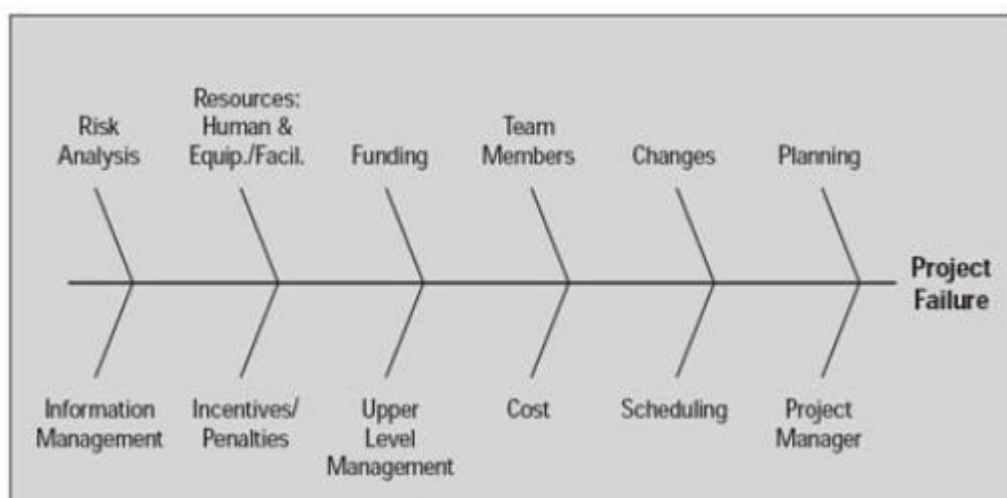 Risk
Analysis
Resources:
Human &
Equip./Facil.
Funding
Team
Members
Changes
Planning
Project
Failure
Information
Management
Incentives/
Penalties
Upper
Level
Management
Cost
Scheduling
Project
Manager